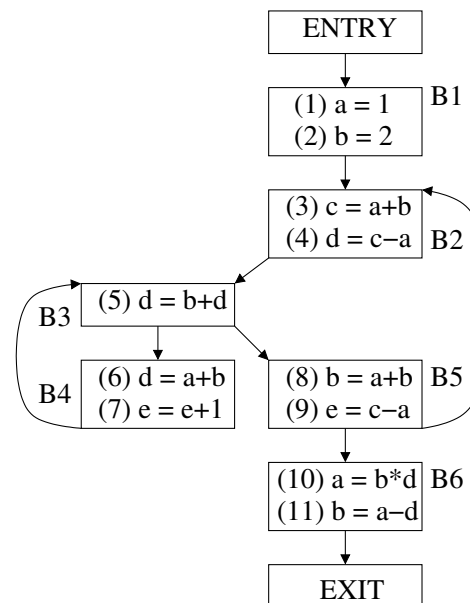 ENTRY
B1
(1) a = 1
(2) b = 2
(3) c = a+b
(4) d = c−a
B2
(5) d = b+d
B3
(6) d = a+b
(7) e = e+1
B4
(8) b = a+b
(9) e = c−a
B5
(10) a = b*d
(11) b = a−d
B6
EXIT